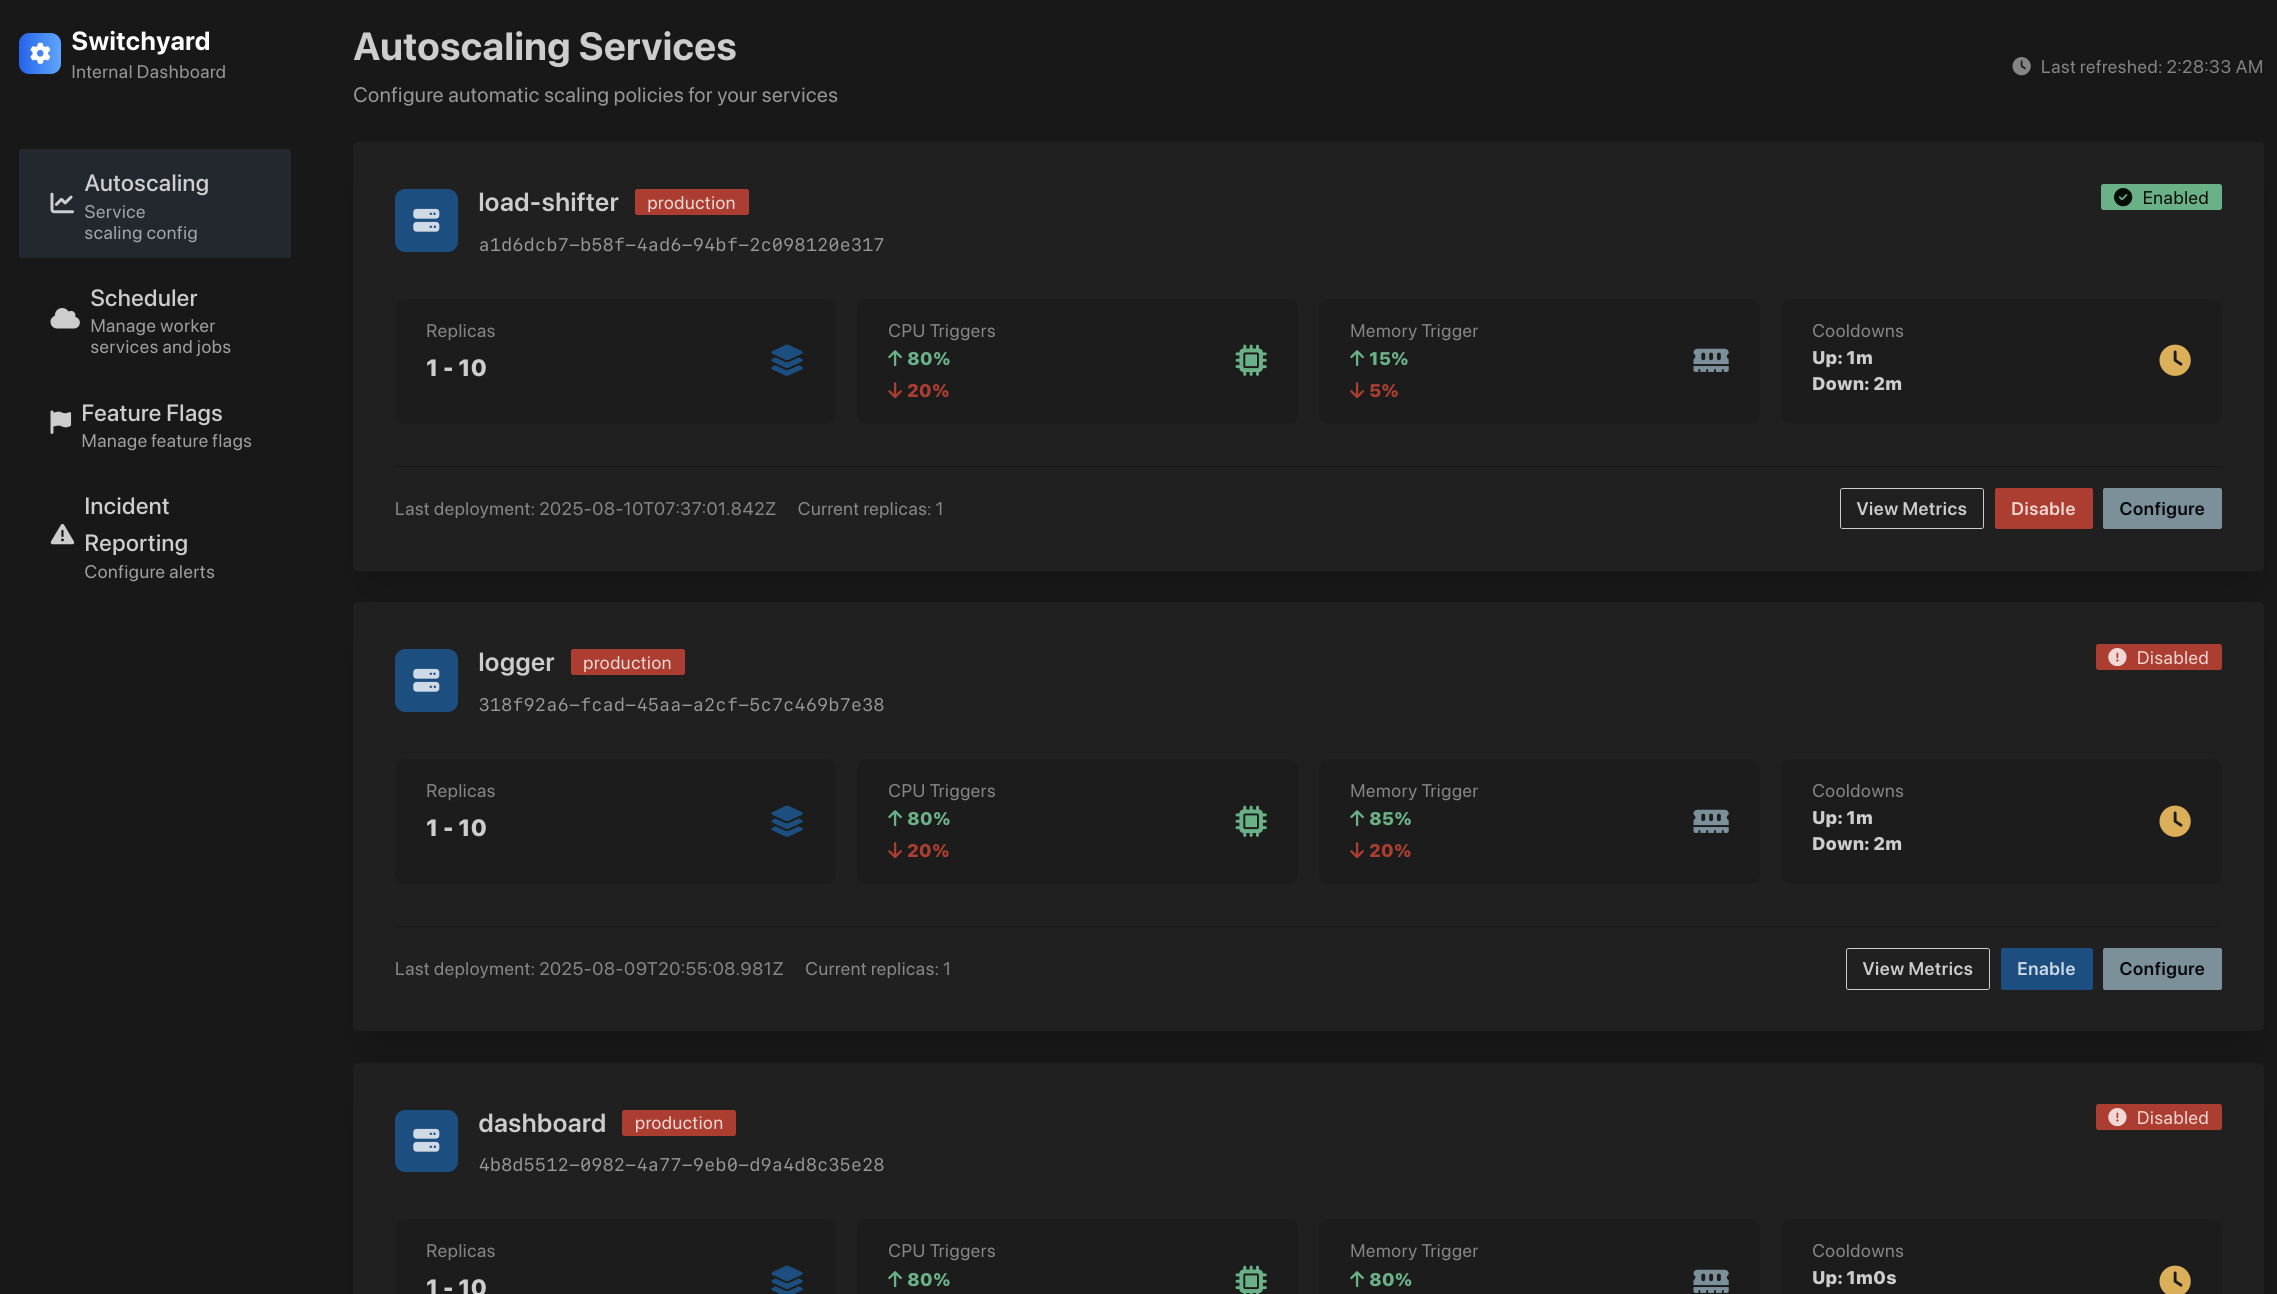 Switchyard
Internal Dashboard
Autoscaling
Service
scaling config
Scheduler
Manage worker
services and jobs
Feature Flags
Manage feature flags
Incident
Reporting
Configure alerts
Autoscaling Services
Configure automatic scaling policies for your services
Last refreshed: 2:28:33 AM
load-shifter production
Enabled
a1d6dcb7-b58f-4ad6-94bf-2c098120e317
Replicas
1 - 10
CPU Triggers
↑ 80%
↓ 20%
Memory Trigger
↑ 15%
↓ 5%
Cooldowns
Up: 1m
Down: 2m
Last deployment: 2025-08-10T07:37:01.842Z Current replicas: 1
View Metrics Disable Configure
logger production
Disabled
318f92a6-fcad-45aa-a2cf-5c7c469b7e38
Replicas
1 - 10
CPU Triggers
↑ 80%
↓ 20%
Memory Trigger
↑ 85%
↓ 20%
Cooldowns
Up: 1m
Down: 2m
Last deployment: 2025-08-09T20:55:08.981Z Current replicas: 1
View Metrics Enable Configure
dashboard production
Disabled
4b8d5512-0982-4a77-9eb0-d9a4d8c35e28
Replicas
1 - 10
CPU Triggers
↑ 80%
Memory Trigger
↑ 80%
Cooldowns
Up: 1m0s